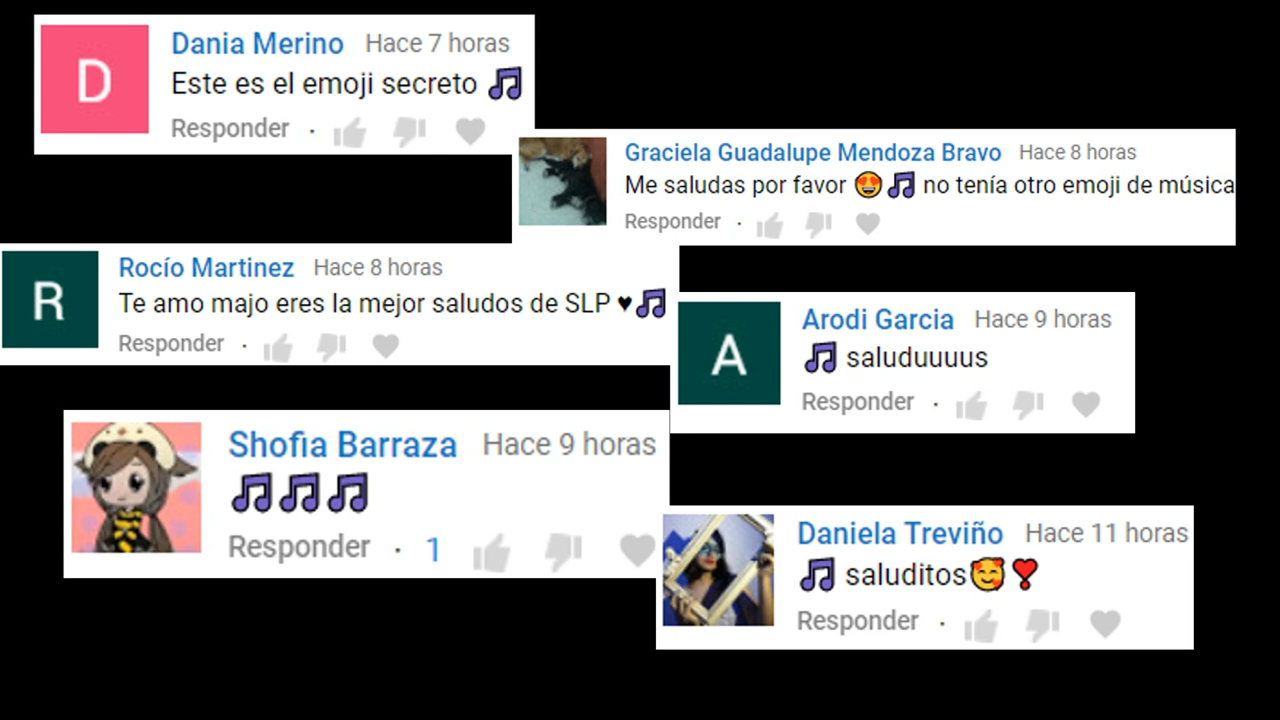 D
Dania Merino Hace 7 horas
Este es el emoji secreto 🎵
Responder ·
Graciela Guadalupe Mendoza Bravo Hace 8 horas
Me saludas por favor 😍🎵 no tenía otro emoji de música
Responder ·
R
Rocío Martinez Hace 8 horas
Te amo majo eres la mejor saludos de SLP ♥🎵
Responder ·
A
Arodi Garcia Hace 9 horas
🎵 saluduuuus
Responder ·
Shofia Barraza Hace 9 horas
🎵🎵🎵
Responder · 1
Daniela Treviño Hace 11 horas
🎵 saluditos🥰❣
Responder ·